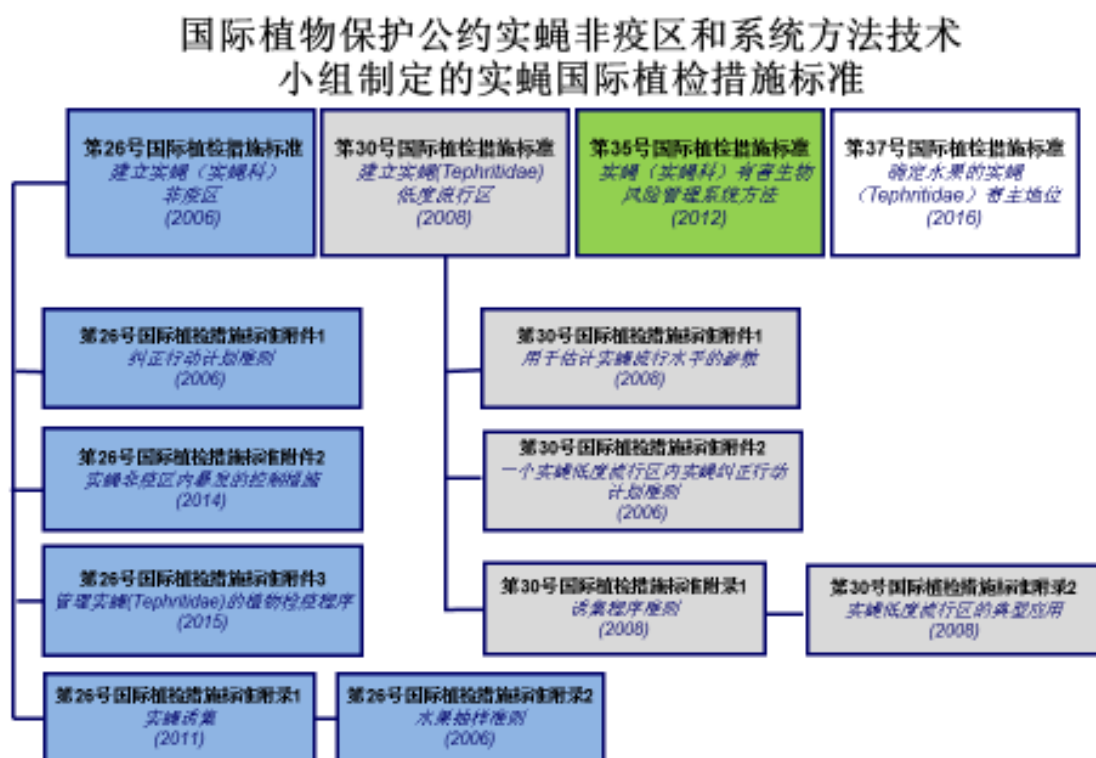 国际植物保护公约实蝇非疫区和系统方法技术
小组制定的实蝇国际植检措施标准
第26号国际植检措施标准
建立实蝇（实蝇科）
非疫区
(2006)
第30号国际植检措施标准
建立实蝇(Tephritidae)
低度流行区
(2008)
第35号国际植检措施标准
实蝇（实蝇科）有害生物
风险管理系统方法
(2012)
第37号国际植检措施标准
确定水果的实蝇
（Tephritidae）寄主地位
(2016)
第26号国际植检措施标准附件1
纠正行动计划准则
(2006)
第30号国际植检措施标准附件1
用于估计实蝇流行水平的参数
(2008)
第26号国际植检措施标准附件2
实蝇非疫区内暴发的控制措施
(2014)
第30号国际植检措施标准附件2
一个实蝇低度流行区内实蝇纠正行动
计划准则
(2006)
第26号国际植检措施标准附件3
管理实蝇(Tephritidae)的植物检疫程序
(2015)
第30号国际植检措施标准附录1
诱集程序准则
(2008)
第30号国际植检措施标准附录2
实蝇低度流行区的典型应用
(2008)
第26号国际植检措施标准附录1
实蝇诱集
(2011)
第26号国际植检措施标准附录2
水果抽样准则
(2006)